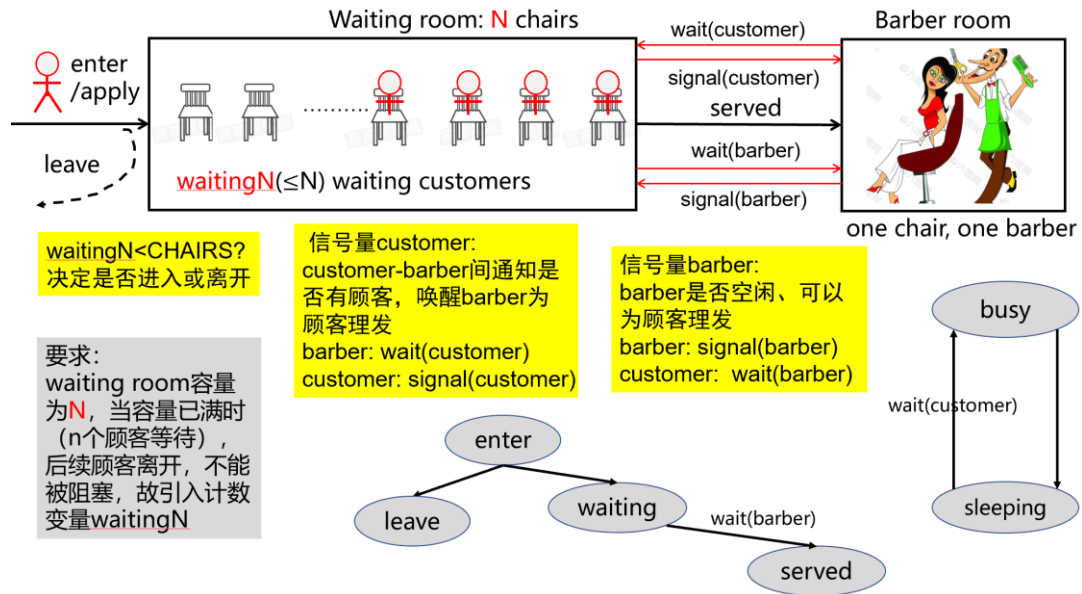 Waiting room: N chairs
Barber room
enter
/apply
leave
waitingN(≤N) waiting customers
wait(customer)
signal(customer)
served
wait(barber)
signal(barber)
one chair, one barber
waitingN<CHAIRS?
决定是否进入或离开
信号量customer:
customer-barber间通知是
否有顾客，唤醒barber为
顾客理发
barber: wait(customer)
customer: signal(customer)
信号量barber:
barber是否空闲、可以
为顾客理发
barber: signal(barber)
customer: wait(barber)
要求：
waiting room容量
为N，当容量已满时
（n个顾客等待），
后续顾客离开，不能
被阻塞，故引入计数
变量waitingN
enter
leave
waiting
wait(barber)
served
busy
wait(customer)
sleeping